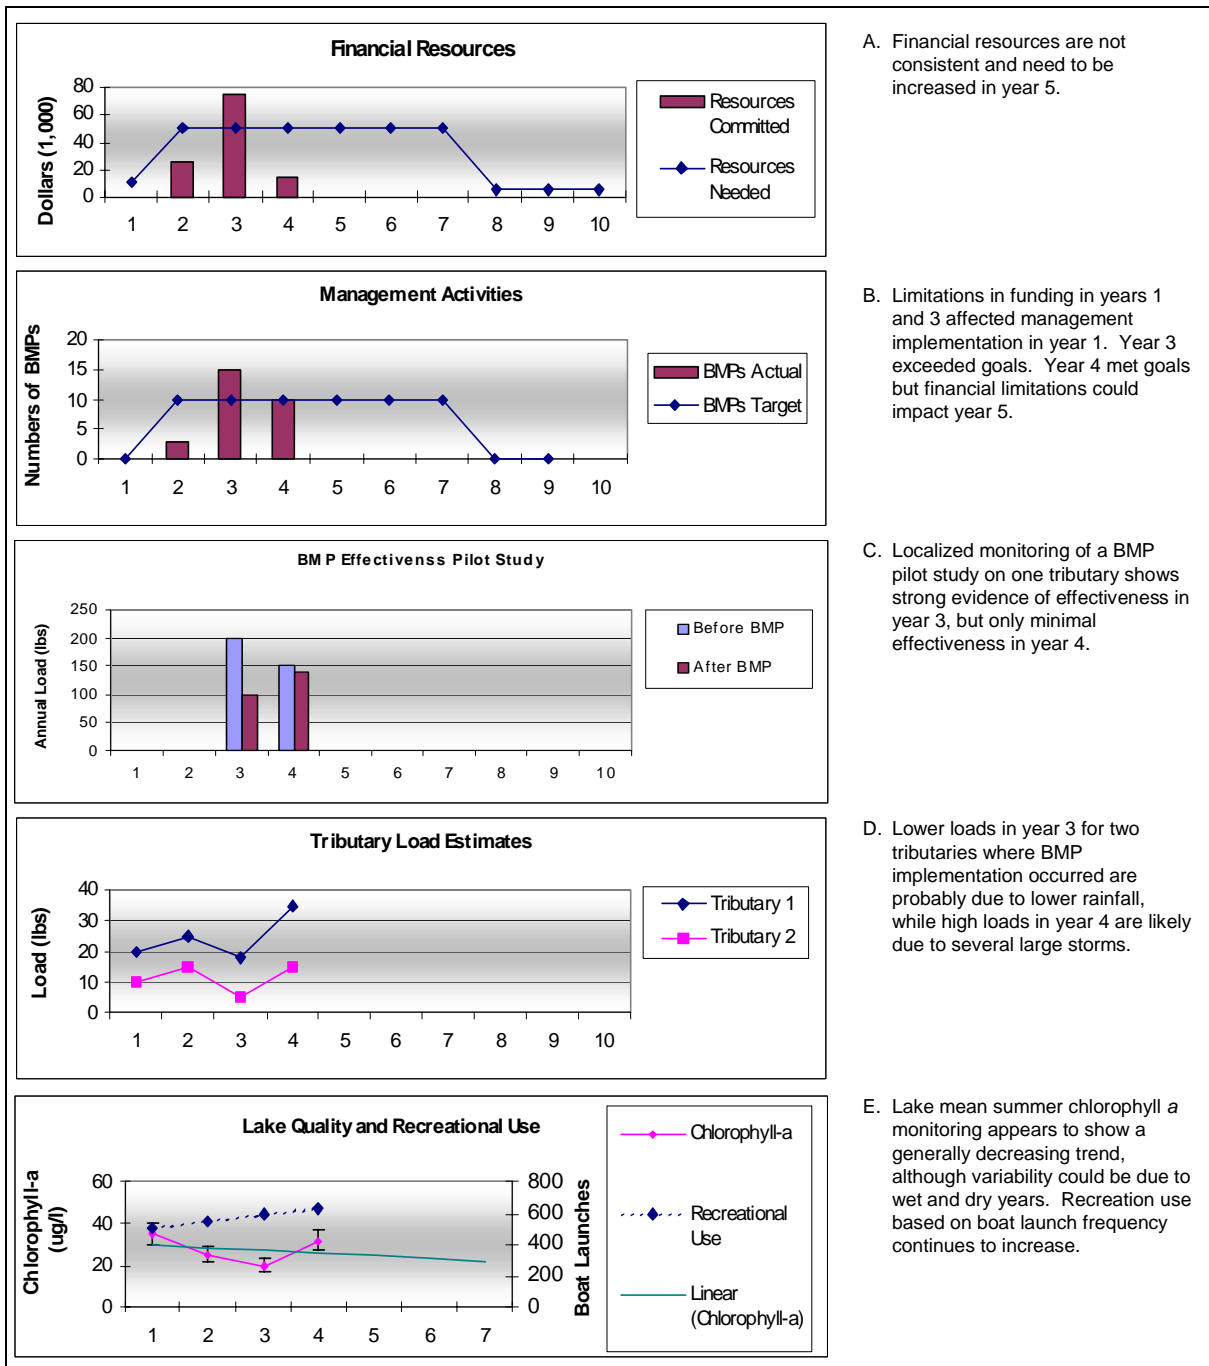 Financial Resources
Dollars (1,000)
80
60
40
20
0
1 2 3 4 5 6 7 8 9 10
Resources
Committed
Resources
Needed
A. Financial resources are not
consistent and need to be
increased in year 5.
Management Activities
Numbers of BMPs
20
15
10
5
0
1 2 3 4 5 6 7 8 9 10
BMPs Actual
BMPs Target
B. Limitations in funding in years 1
and 3 affected management
implementation in year 1. Year 3
exceeded goals. Year 4 met goals
but financial limitations could
impact year 5.
BMP Effectivenss Pilot Study
Annual Load (lbs)
250
200
150
100
50
0
1 2 3 4 5 6 7 8 9 10
Before BMP
After BMP
C. Localized monitoring of a BMP
pilot study on one tributary shows
strong evidence of effectiveness in
year 3, but only minimal
effectiveness in year 4.
Tributary Load Estimates
Load (lbs)
40
30
20
10
0
1 2 3 4 5 6 7 8 9 10
Tributary 1
Tributary 2
D. Lower loads in year 3 for two
tributaries where BMP
implementation occurred are
probably due to lower rainfall,
while high loads in year 4 are likely
due to several large storms.
Lake Quality and Recreational Use
Chlorophyll-a
(ug/l)
60
40
20
0
1 2 3 4 5 6 7
800
600
400
200
0
Boat Launches
Chlorophyll-a
Recreational
Use
Linear
(Chlorophyll-a)
E. Lake mean summer chlorophyll a
monitoring appears to show a
generally decreasing trend,
although variability could be due to
wet and dry years. Recreation use
based on boat launch frequency
continues to increase.